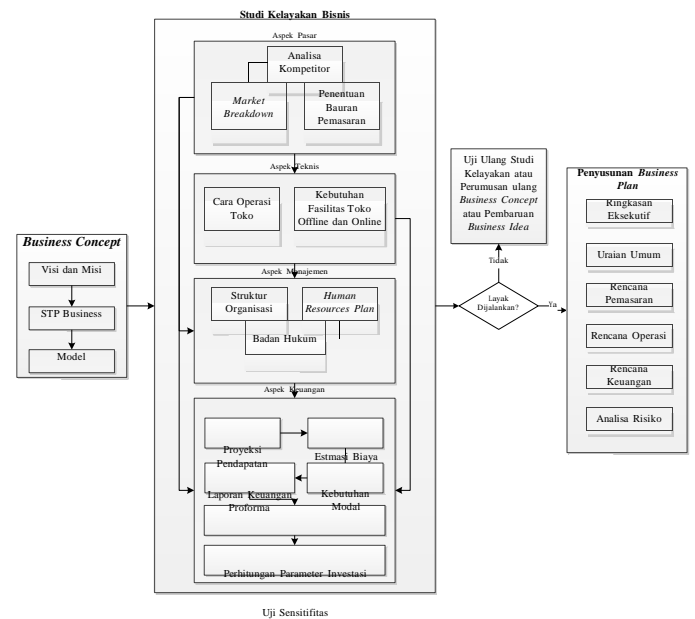 Studi Kelayakan Bisnis
Aspek Pasar
Analisa
Kompetitor
Market
Breakdown
Penentuan
Bauran
Pemasaran
Aspek Teknis
Cara Operasi
Toko
Kebutuhan
Fasilitas Toko
Offline dan Online
Aspek Manajemen
Struktur
Organisasi
Human
Resources Plan
Badan Hukum
Aspek Keuangan
Proyeksi
Pendapatan
Estmasi Biaya
Laporan Keuangan
Proforma
Kebutuhan
Modal
Perhitungan Parameter Investasi
Uji Sensitifitas
Business Concept
Visi dan Misi
STP Business
Model
Uji Ulang Studi
Kelayakan atau
Perumusan ulang
Business Concept
atau Pembaruan
Business Idea
Tidak
Layak
Dijalankan?
Ya
Penyusunan Business
Plan
Ringkasan
Eksekutif
Uraian Umum
Rencana
Pemasaran
Rencana Operasi
Rencana
Keuangan
Analisa Risiko